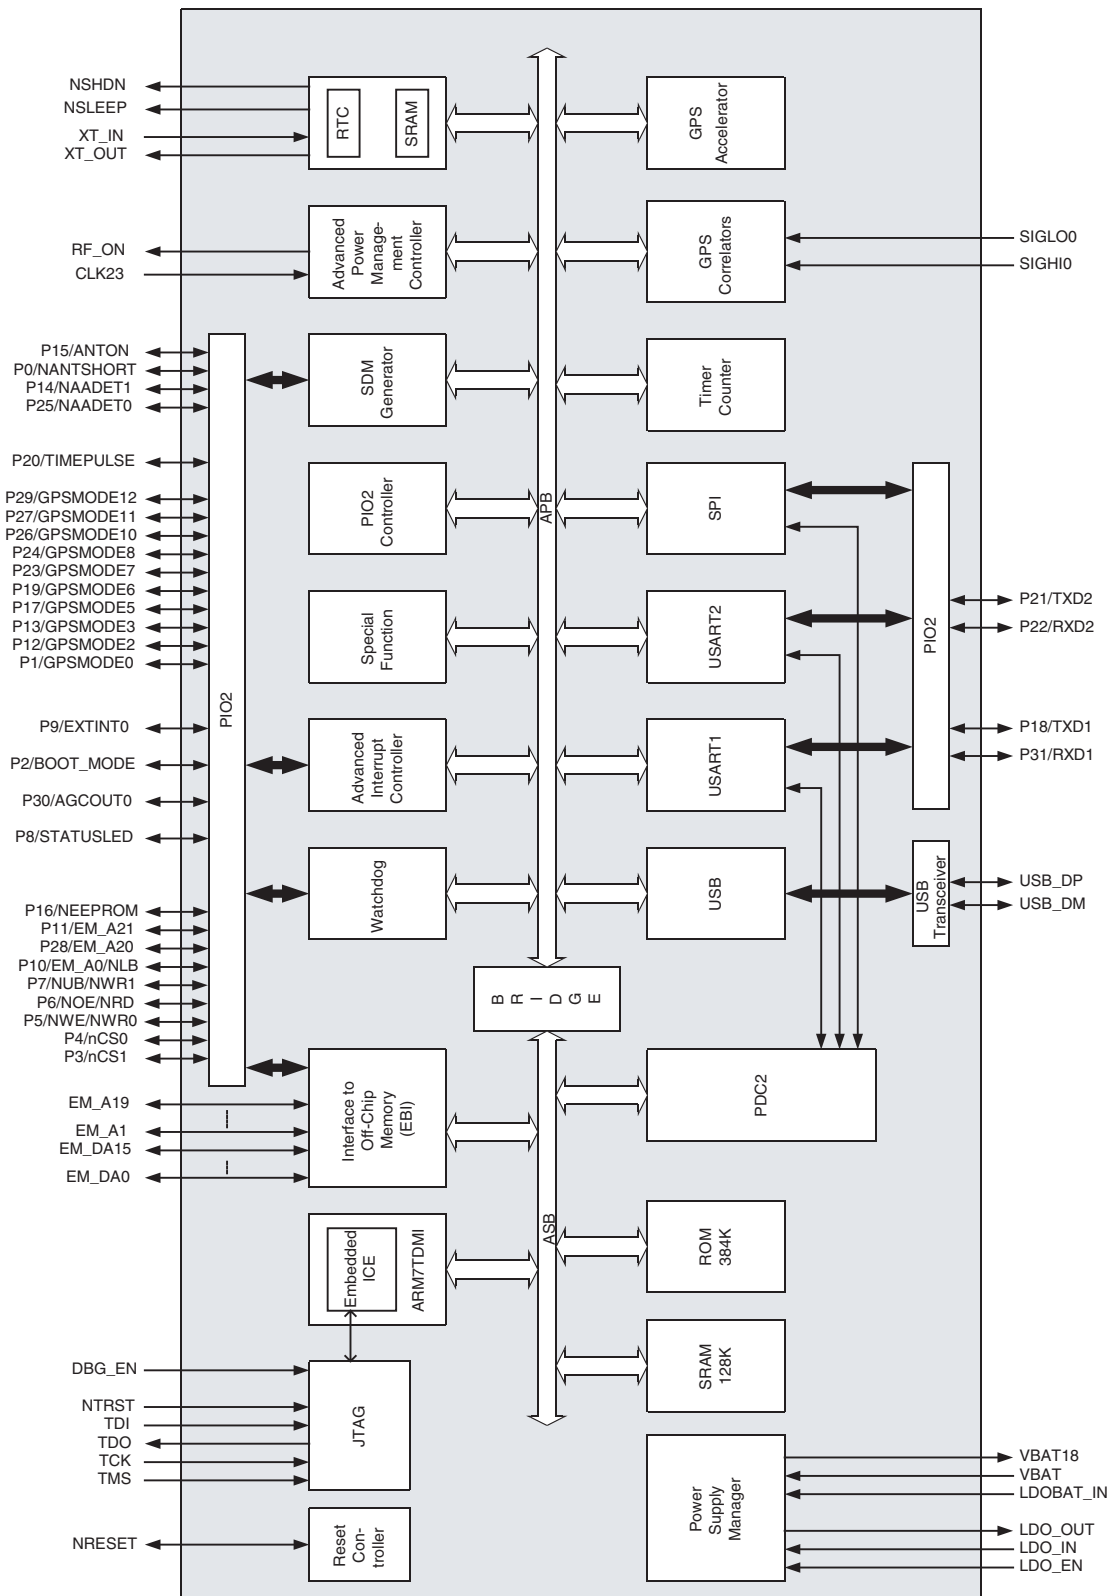 NSHDN
NSLEEP
XT_IN
XT_OUT
RF_ON
CLK23
P15/ANTON
P0/NANTSHORT
P14/NAADET1
P25/NAADET0
P20/TIMEPULSE
P29/GPSMODE12
P27/GPSMODE11
P26/GPSMODE10
P24/GPSMODE8
P23/GPSMODE7
P19/GPSMODE6
P17/GPSMODE5
P13/GPSMODE3
P12/GPSMODE2
P1/GPSMODE0
P9/EXTINT0
P2/BOOT_MODE
P30/AGCOUT0
P8/STATUSLED
P16/NEEPROM
P11/EM_A21
P28/EM_A20
P10/EM_A0/NLB
P7/NUB/NWR1
P6/NOE/NRD
P5/NWE/NWR0
P4/nCS0
P3/nCS1
EM_A19
EM_A1
EM_DA15
EM_DA0
DBG_EN
NTRST
TDI
TDO
TCK
TMS
NRESET
PIO2
RTC
SRAM
Advanced
Power
Manage-
ment
Controller
SDM
Generator
PIO2
Controller
Special
Function
Advanced
Interrupt
Controller
Watchdog
Interface to
Off-Chip
Memory
(EBI)
Embedded
ICE
ARM7TDMI
JTAG
Reset
Con-
troller
APB
BRIDGE
ASB
GPS
Accelerator
GPS
Correlators
Timer
Counter
SPI
USART2
USART1
USB
PDC2
ROM
384K
SRAM
128K
Power
Supply
Manager
PIO2
USB
Transceiver
SIGLO0
SIGHI0
P21/TXD2
P22/RXD2
P18/TXD1
P31/RXD1
USB_DP
USB_DM
VBAT18
VBAT
LDOBAT_IN
LDO_OUT
LDO_IN
LDO_EN